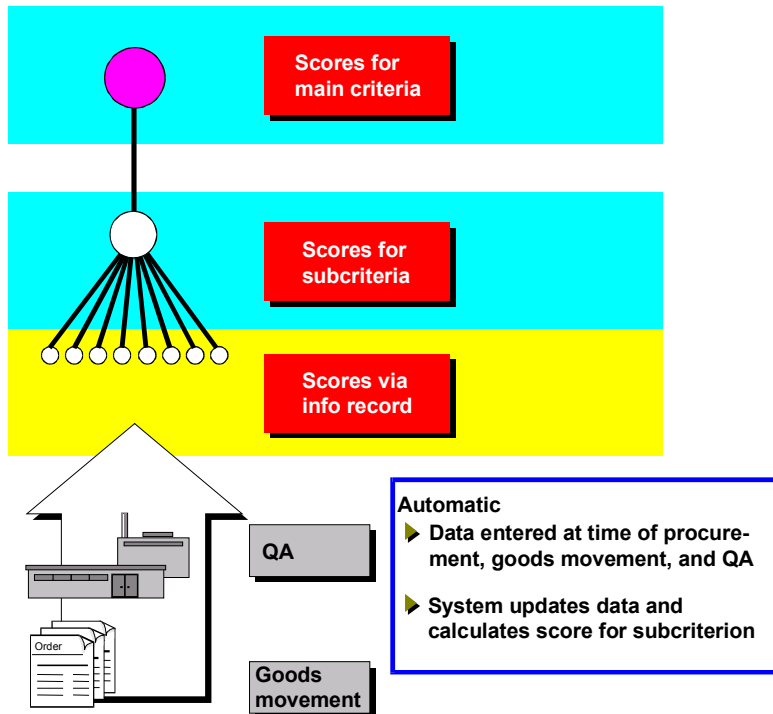 Scores for
main criteria
Scores for
subcriteria
Scores via
info record
QA
Automatic
Data entered at time of procure-
ment, goods movement, and QA
System updates data and
calculates score for subcriterion
Order
Goods
movement